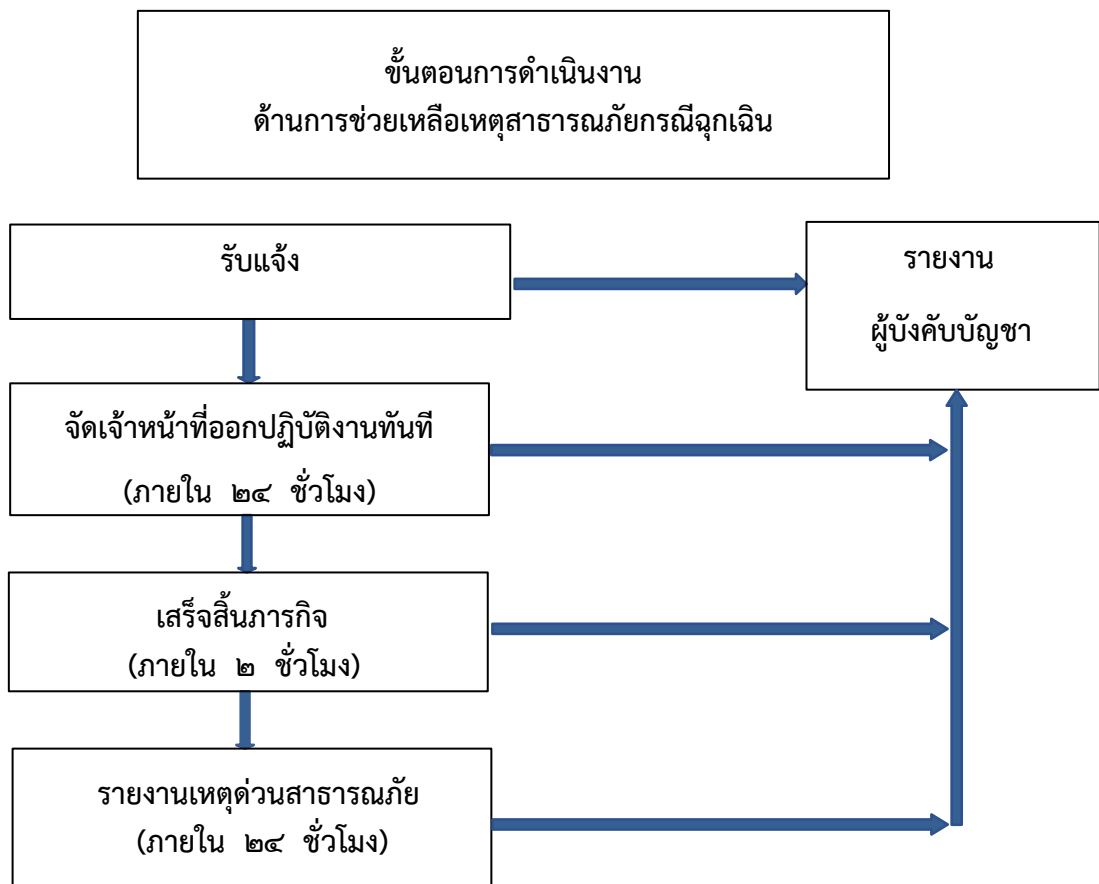 ขั้นตอนการดำเนินงาน
ด้านการช่วยเหลือเหตุสาธารณภัยกรณีฉุกเฉิน
รับแจ้ง
รายงาน
ผู้บังคับบัญชา
จัดเจ้าหน้าที่ออกปฏิบัติงานทันที
(ภายใน ๒๔ ชั่วโมง)
เสร็จสิ้นภารกิจ
(ภายใน ๒ ชั่วโมง)
รายงานเหตุด่วนสาธารณภัย
(ภายใน ๒๔ ชั่วโมง)